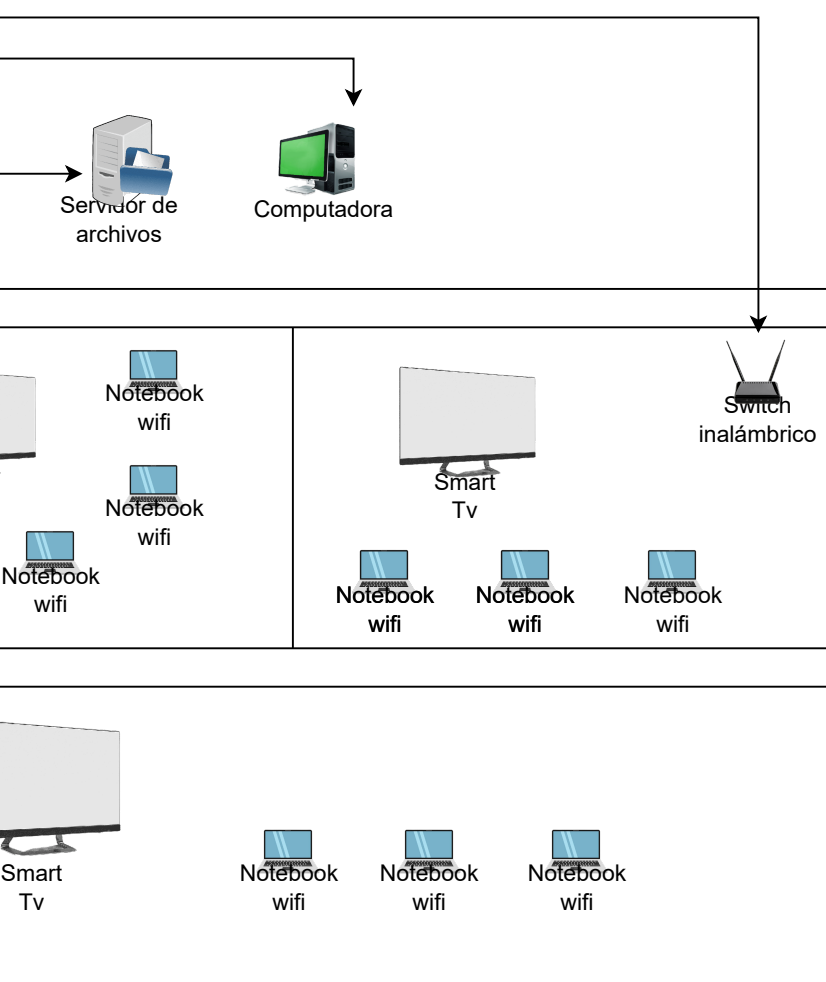 Servidor de
archivos
Computadora
Notebook
wifi
Switch
inalámbrico
Smart
Tv
Notebook
wifi
Notebook
wifi
Notebook
wifi
Notebook
wifi
Notebook
wifi
Smart
Tv
Notebook
wifi
Notebook
wifi
Notebook
wifi